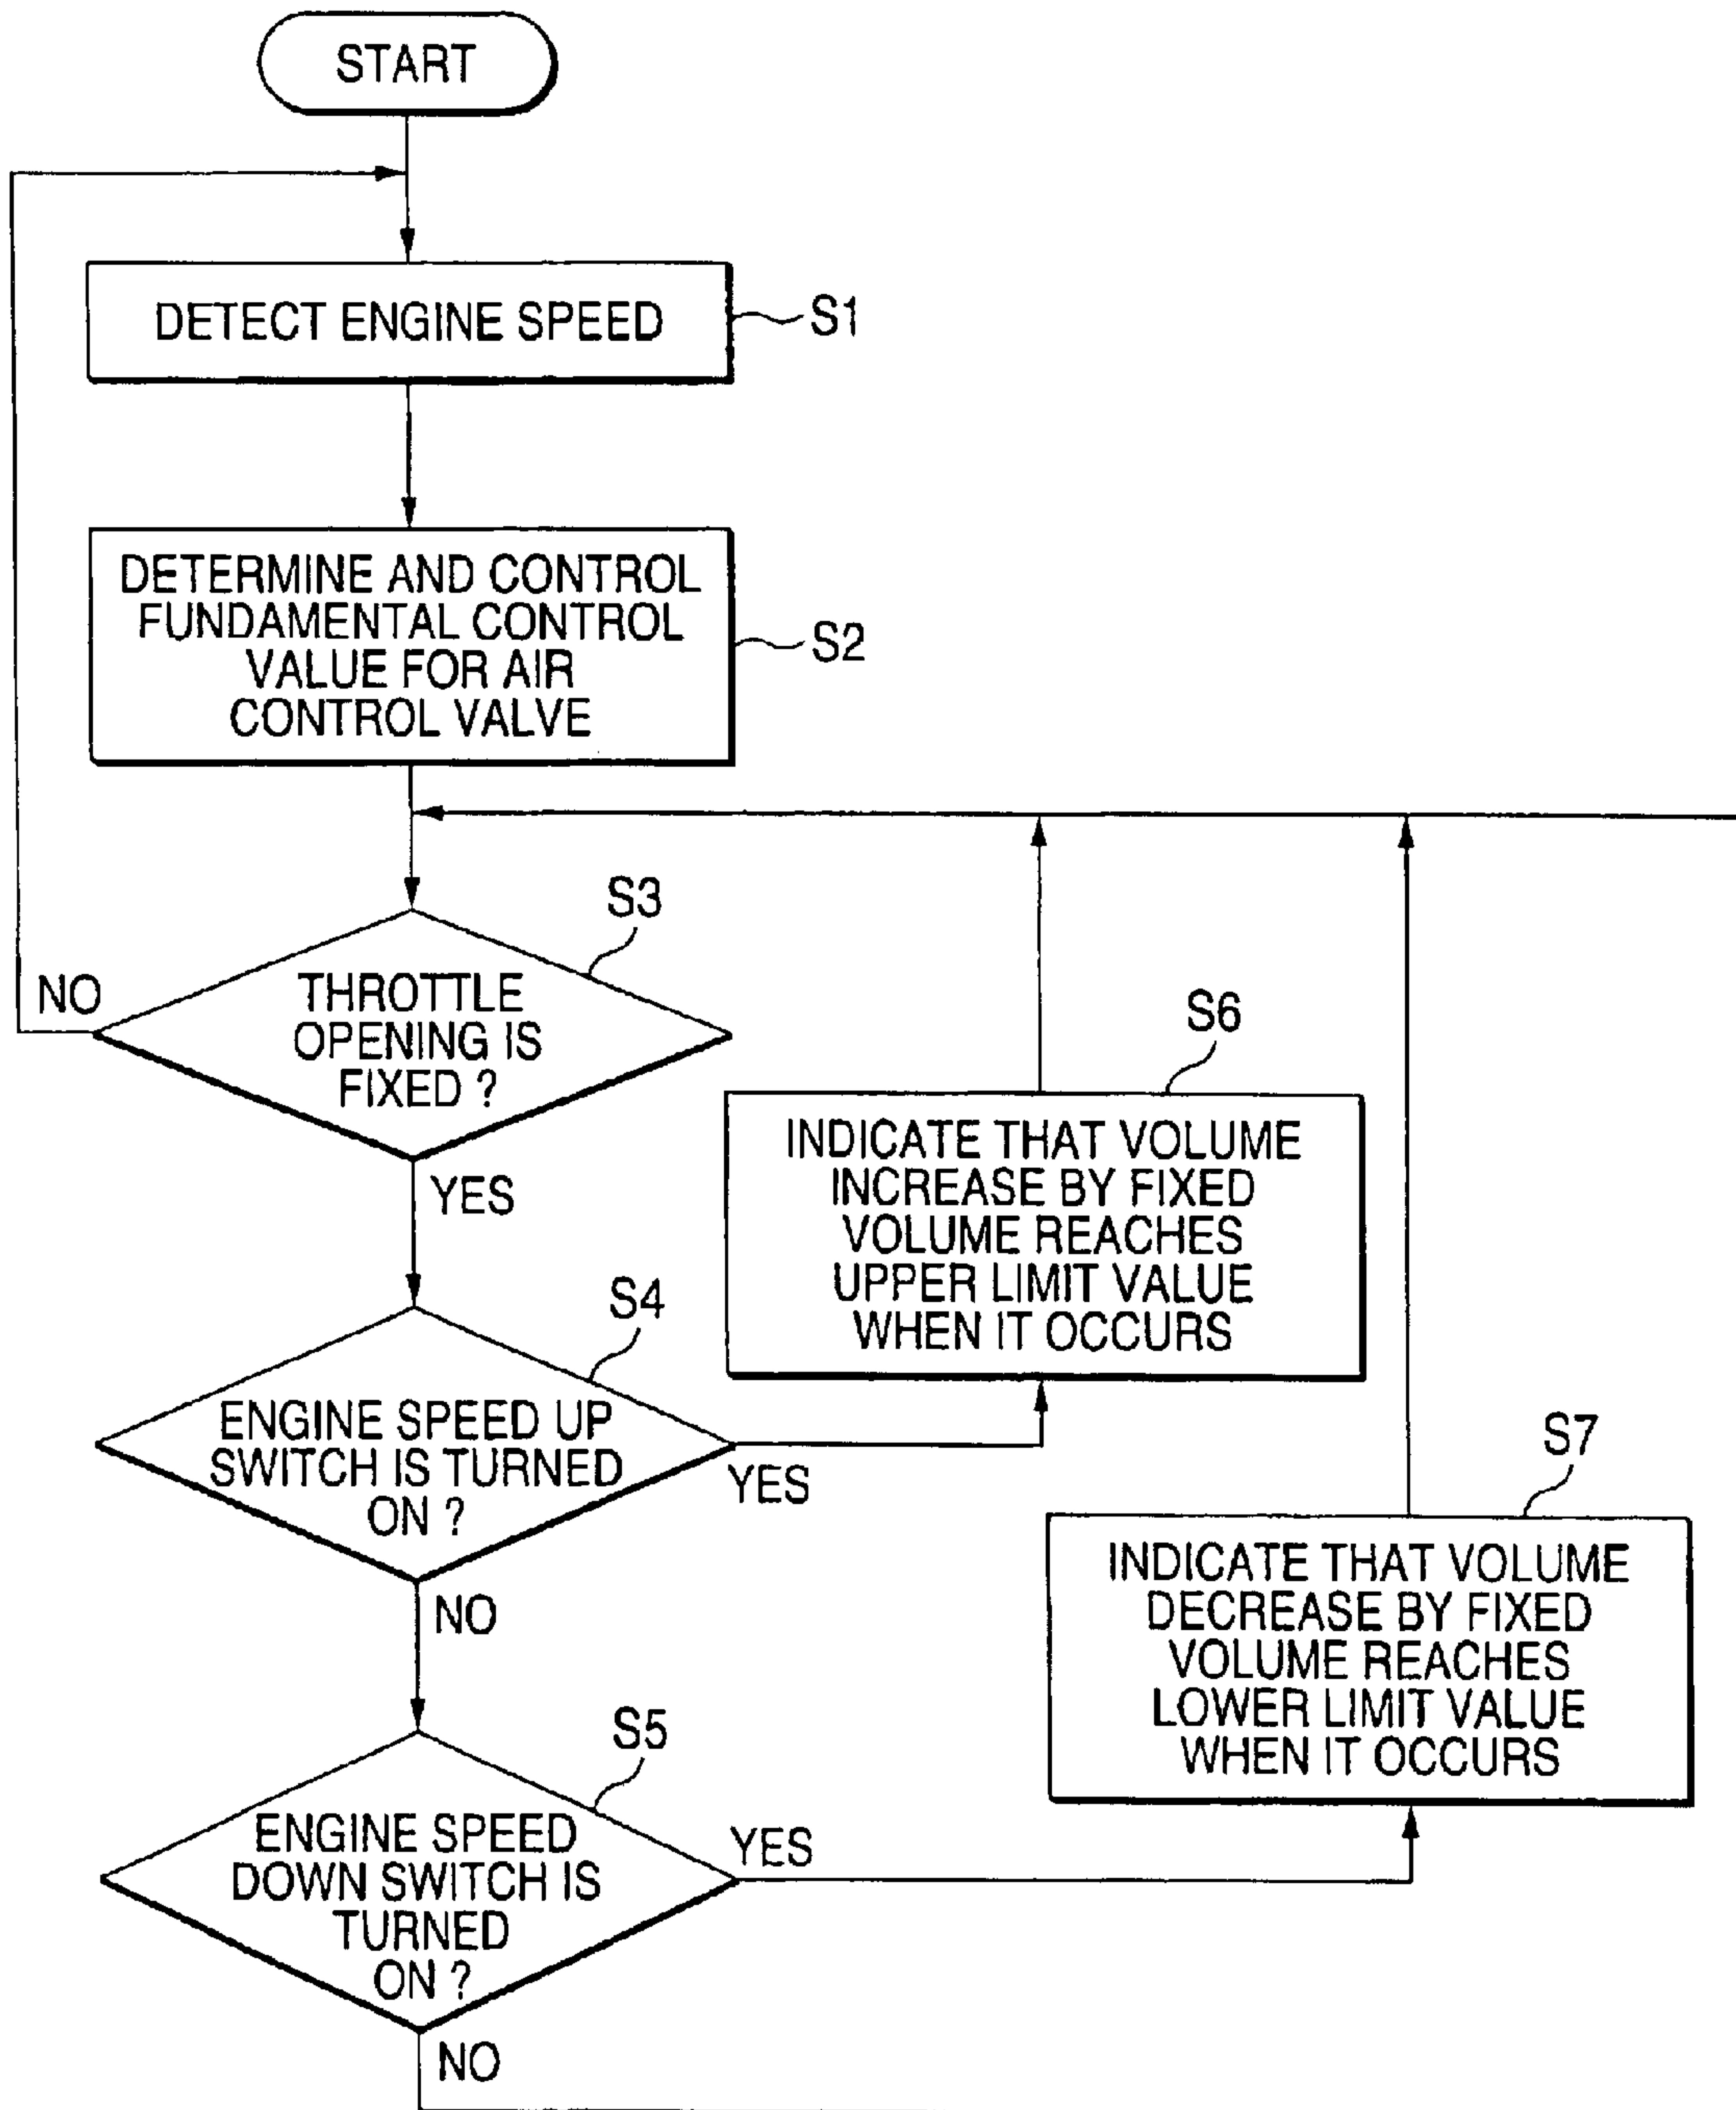 START
DETECT ENGINE SPEED
S1
DETERMINE AND CONTROL
FUNDAMENTAL CONTROL
VALUE FOR AIR
CONTROL VALVE
S2
S3
THROTTLE
OPENING IS
FIXED ?
NO
YES
S4
ENGINE SPEED UP
SWITCH IS TURNED
ON ?
YES
NO
S6
INDICATE THAT VOLUME
INCREASE BY FIXED
VOLUME REACHES
UPPER LIMIT VALUE
WHEN IT OCCURS
S5
ENGINE SPEED
DOWN SWITCH IS
TURNED
ON ?
YES
NO
S7
INDICATE THAT VOLUME
DECREASE BY FIXED
VOLUME REACHES
LOWER LIMIT VALUE
WHEN IT OCCURS